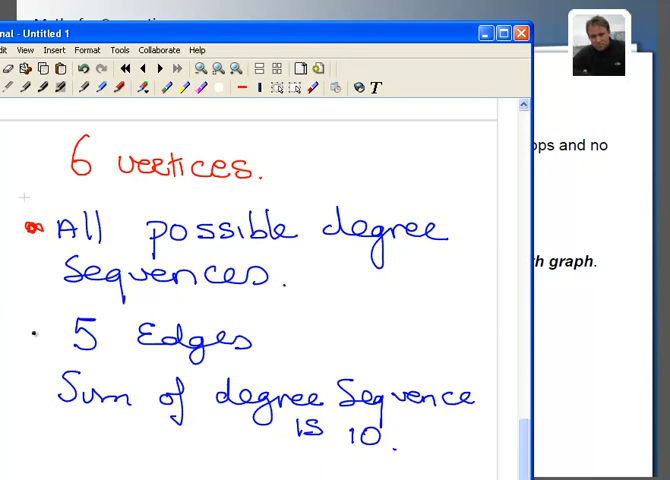 nal - Untitled 1
dit View Insert Format Tools Collaborate Help
6 vertices.
ops and no
All possible degree
sequences.
th graph.
5 Edges
Sum of degree Sequence
is 10.